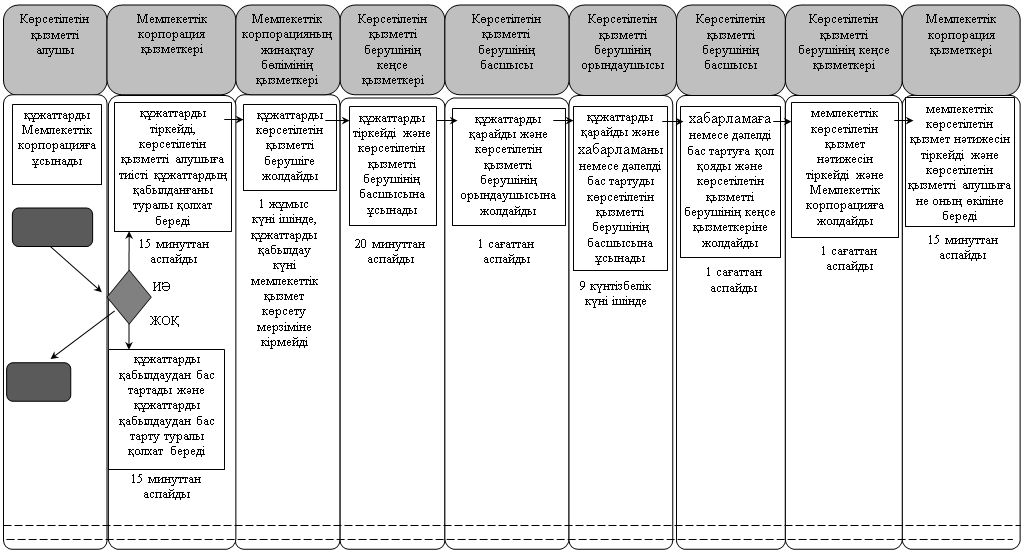 Көрсетілетін
қызметті
алушы
Мемлекеттік
корпорация
қызметкері
Мемлекеттік
корпорацияның
жинақтау
бөлімінің
қызметкері
Көрсетілетін
қызметті
берушінің
кеңсе
қызметкері
Көрсетілетін
қызметті
берушінің
басшысы
Көрсетілетін
қызметті
берушінің
орындаушысы
Көрсетілетін
қызметті
берушінің
басшысы
Көрсетілетін
қызметті
берушінің кеңсе
қызметкері
Мемлекеттік
корпорация
қызметкері
құжаттарды
Мемлекеттік
корпорацияға
ұсынады
құжаттарды
тіркейді,
көрсетілетін
қызметті алушыға
тиісті құжаттардың
қабылданғаны
туралы қолхат
береді
15 минуттан
аспайды
ИӘ
ЖОҚ
құжаттарды
қабылдаудан бас
тартады және
құжаттарды
қабылдаудан бас
тарту туралы
қолхат береді
15 минуттан
аспайды
құжаттарды
көрсетілетін
қызметті
берушіге
жолдайды
1 жұмыс
күні ішінде,
құжаттарды
қабылдау
күні
мемлекеттік
қызмет
көрсету
мерзіміне
кірмейді
құжаттарды
тіркейді және
көрсетілетін
қызметті
берушінің
басшысына
ұсынады
20 минуттан
аспайды
құжаттарды
қарайды және
көрсетілетін
қызметті
берушінің
орындаушысына
жолдайды
1 сағаттан
аспайды
құжаттарды
қарайды және
хабарламаны
немесе дәлелді
бас тартуды
көрсетілетін
қызметті
берушінің
басшысына
ұсынады
9 күнтізбелік
күні ішінде
хабарламаға
немесе дәлелді
бас тартуға қол
қояды және
көрсетілетін
қызметті
берушінің кеңсе
қызметкеріне
жолдайды
1 сағаттан
аспайды
мемлекеттік
көрсетілетін
қызмет
нәтижесін
тіркейді және
Мемлекеттік
корпорацияға
жолдайды
1 сағаттан
аспайды
мемлекеттік
көрсетілетін
қызмет нәтижесін
тіркейді және
көрсетілетін
қызметті алушыға
не оның өкіліне
береді
15 минуттан
аспайды